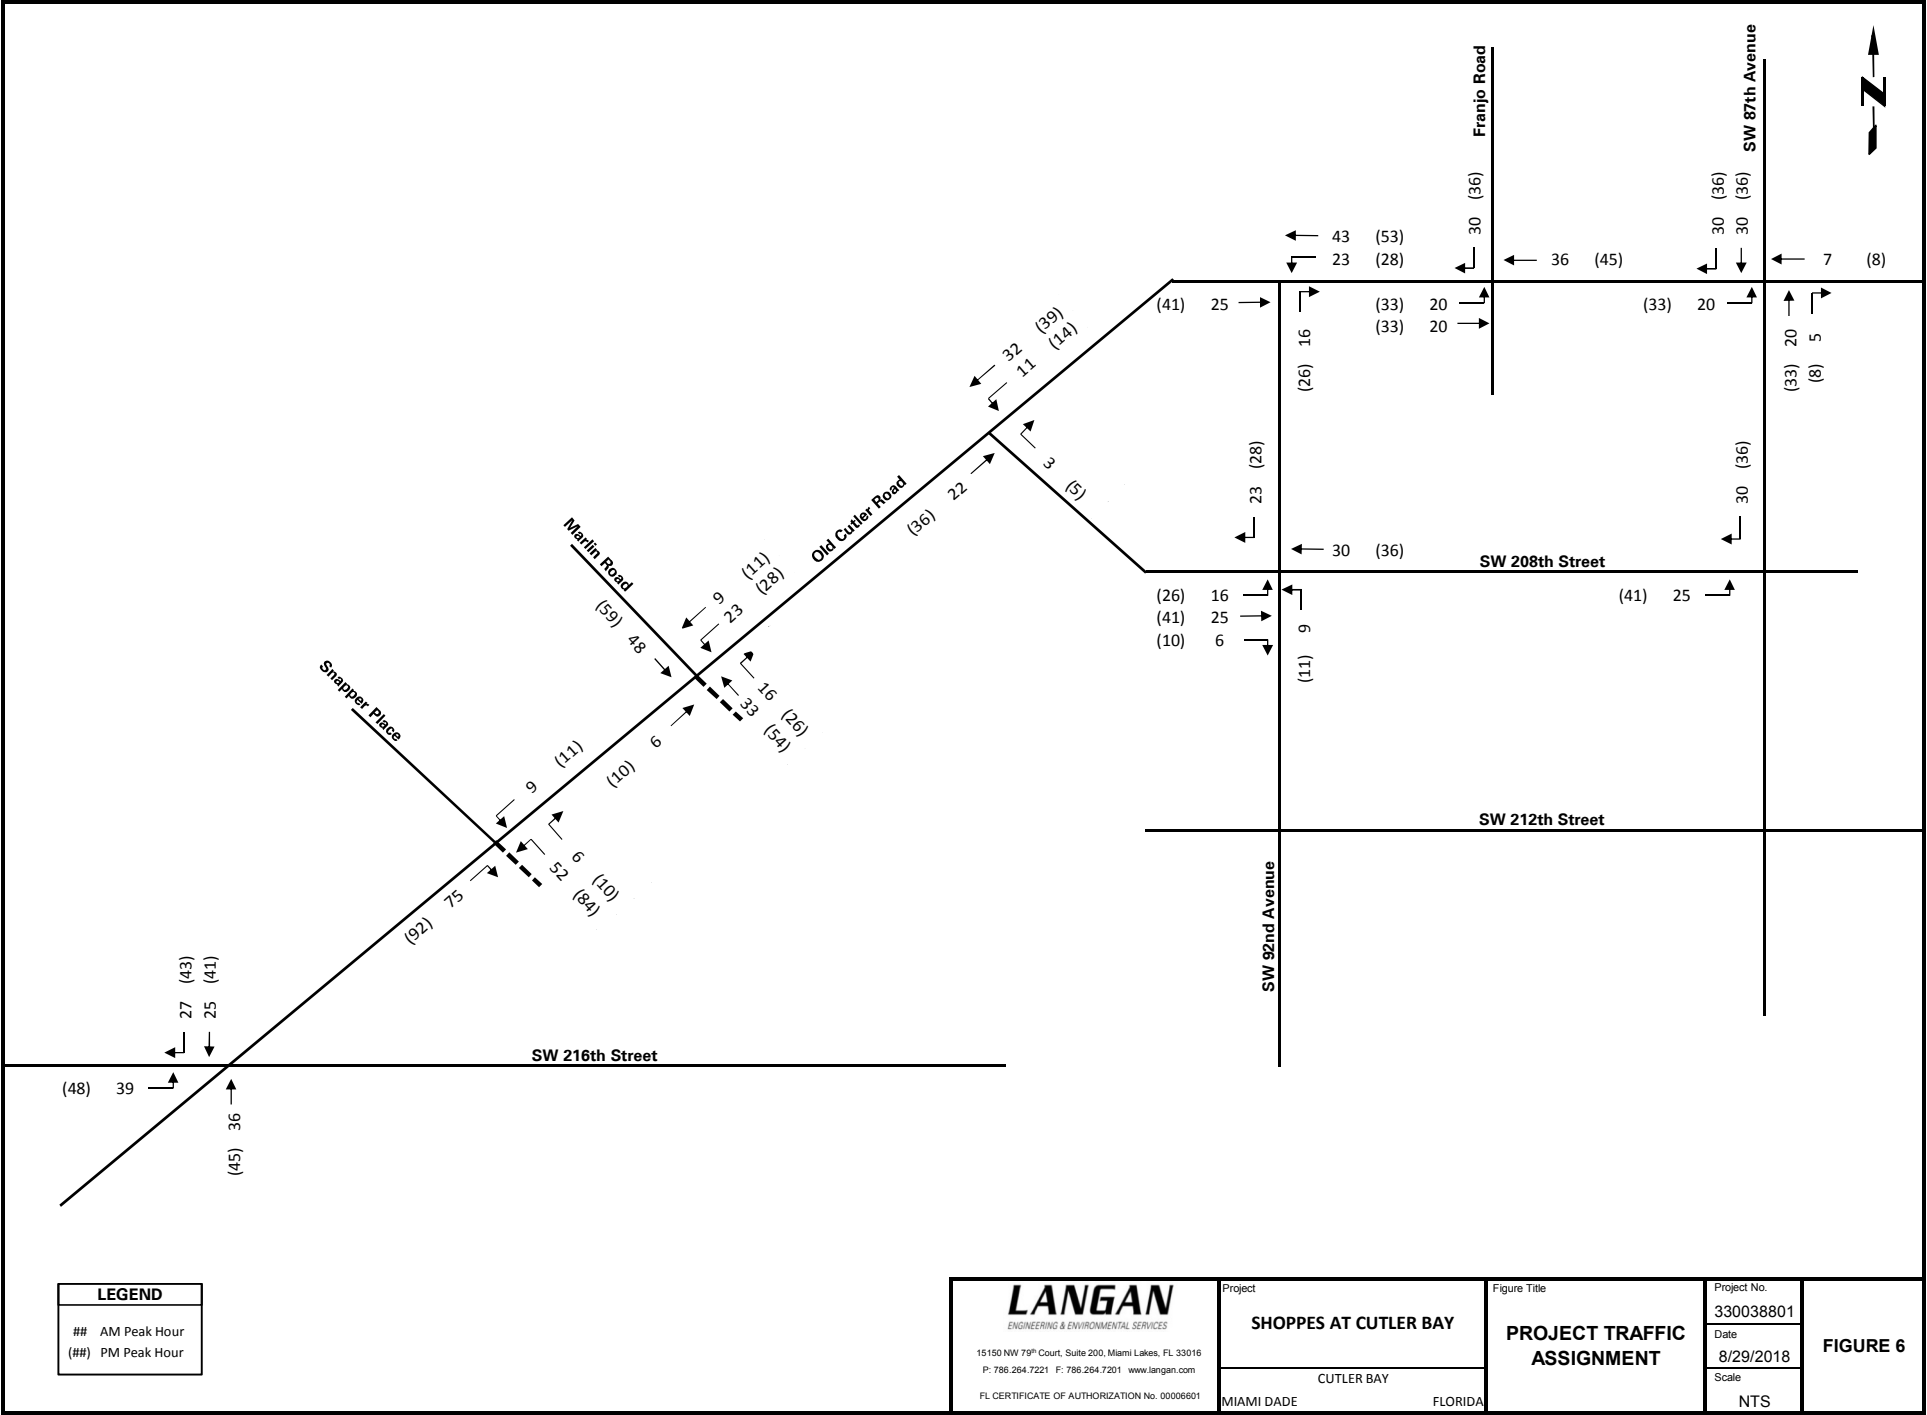 Franjo Road
SW 87th Avenue
N
30 (36)
30 (36)
30 (36)
43 (53)
23 (28)
36 (45)
7 (8)
(41) 25
(26) 16
(33) 20
(33) 20
(33) 20
(33) 20
(8) 5
32 (39)
11 (14)
3 (5)
(36) 22
Old Cutler Road
23 (28)
30 (36)
30 (36)
SW 208th Street
(26) 16
(41) 25
(10) 6
(11) 9
(41) 25
Marlin Road
(59) 48
9 (11)
23 (28)
16 (26)
33 (54)
(10) 6
Snapper Place
9 (11)
6 (10)
52 (84)
(92) 75
SW 212th Street
SW 92nd Avenue
27 (43)
25 (41)
SW 216th Street
(48) 39
(45) 36
LEGEND
## AM Peak Hour
(##) PM Peak Hour
LANGAN
ENGINEERING & ENVIRONMENTAL SERVICES
15150 NW 79th Court, Suite 200, Miami Lakes, FL 33016
P: 786.264.7221 F: 786.264.7201 www.langan.com
FL CERTIFICATE OF AUTHORIZATION No. 00006601
Project
SHOPPES AT CUTLER BAY
CUTLER BAY
MIAMI DADE FLORIDA
Figure Title
PROJECT TRAFFIC
ASSIGNMENT
Project No.
330038801
Date
8/29/2018
Scale
NTS
FIGURE 6